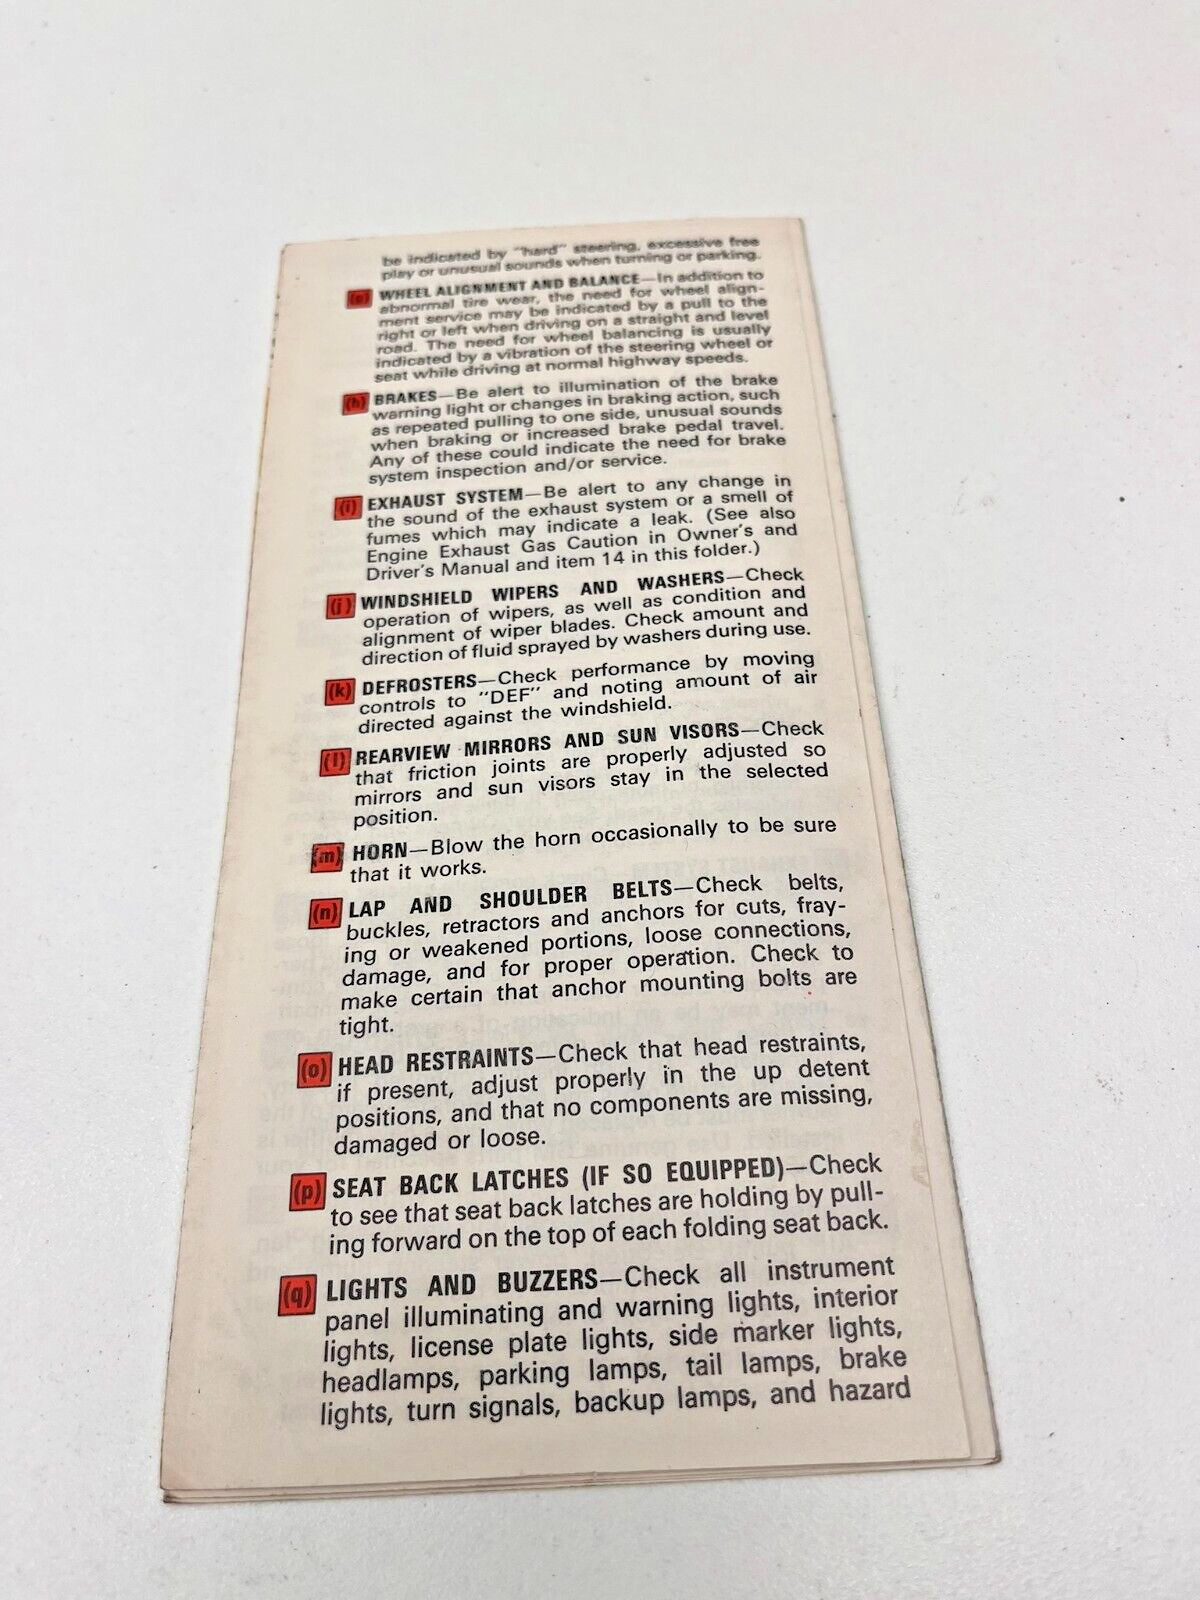 be indicated by "hard" steering, excessive free
play or unusual sounds when turning or parking.
WHEEL ALIGNMENT AND BALANCE—In addition to
abnormal tire wear, the need for wheel align-
ment service may be indicated by a pull to the
right or left when driving on a straight and level
road. The need for wheel balancing is usually
indicated by a vibration of the steering wheel or
seat while driving at normal highway speeds.
(h) BRAKES—Be alert to illumination of the brake
warning light or changes in braking action, such
as repeated pulling to one side, unusual sounds
when braking or increased brake pedal travel.
Any of these could indicate the need for brake
system inspection and/or service.
(i) EXHAUST SYSTEM—Be alert to any change in
the sound of the exhaust system or a smell of
fumes which may indicate a leak. (See also
Engine Exhaust Gas Caution in Owner's and
Driver's Manual and item 14 in this folder.)
(j) WINDSHIELD WIPERS AND WASHERS—Check
operation of wipers, as well as condition and
alignment of wiper blades. Check amount and
direction of fluid sprayed by washers during use.
(k) DEFROSTERS—Check performance by moving
controls to "DEF" and noting amount of air
directed against the windshield.
(l) REARVIEW MIRRORS AND SUN VISORS—Check
that friction joints are properly adjusted so
mirrors and sun visors stay in the selected
position.
(m) HORN—Blow the horn occasionally to be sure
that it works.
(n) LAP AND SHOULDER BELTS—Check belts,
buckles, retractors and anchors for cuts, fray-
ing or weakened portions, loose connections,
damage, and for proper operation. Check to
make certain that anchor mounting bolts are
tight.
(o) HEAD RESTRAINTS—Check that head restraints,
if present, adjust properly in the up detent
positions, and that no components are missing,
damaged or loose.
(p) SEAT BACK LATCHES (IF SO EQUIPPED)—Check
to see that seat back latches are holding by pull-
ing forward on the top of each folding seat back.
(q) LIGHTS AND BUZZERS—Check all instrument
panel illuminating and warning lights, interior
lights, license plate lights, side marker lights,
headlamps, parking lamps, tail lamps, brake
lights, turn signals, backup lamps, and hazard